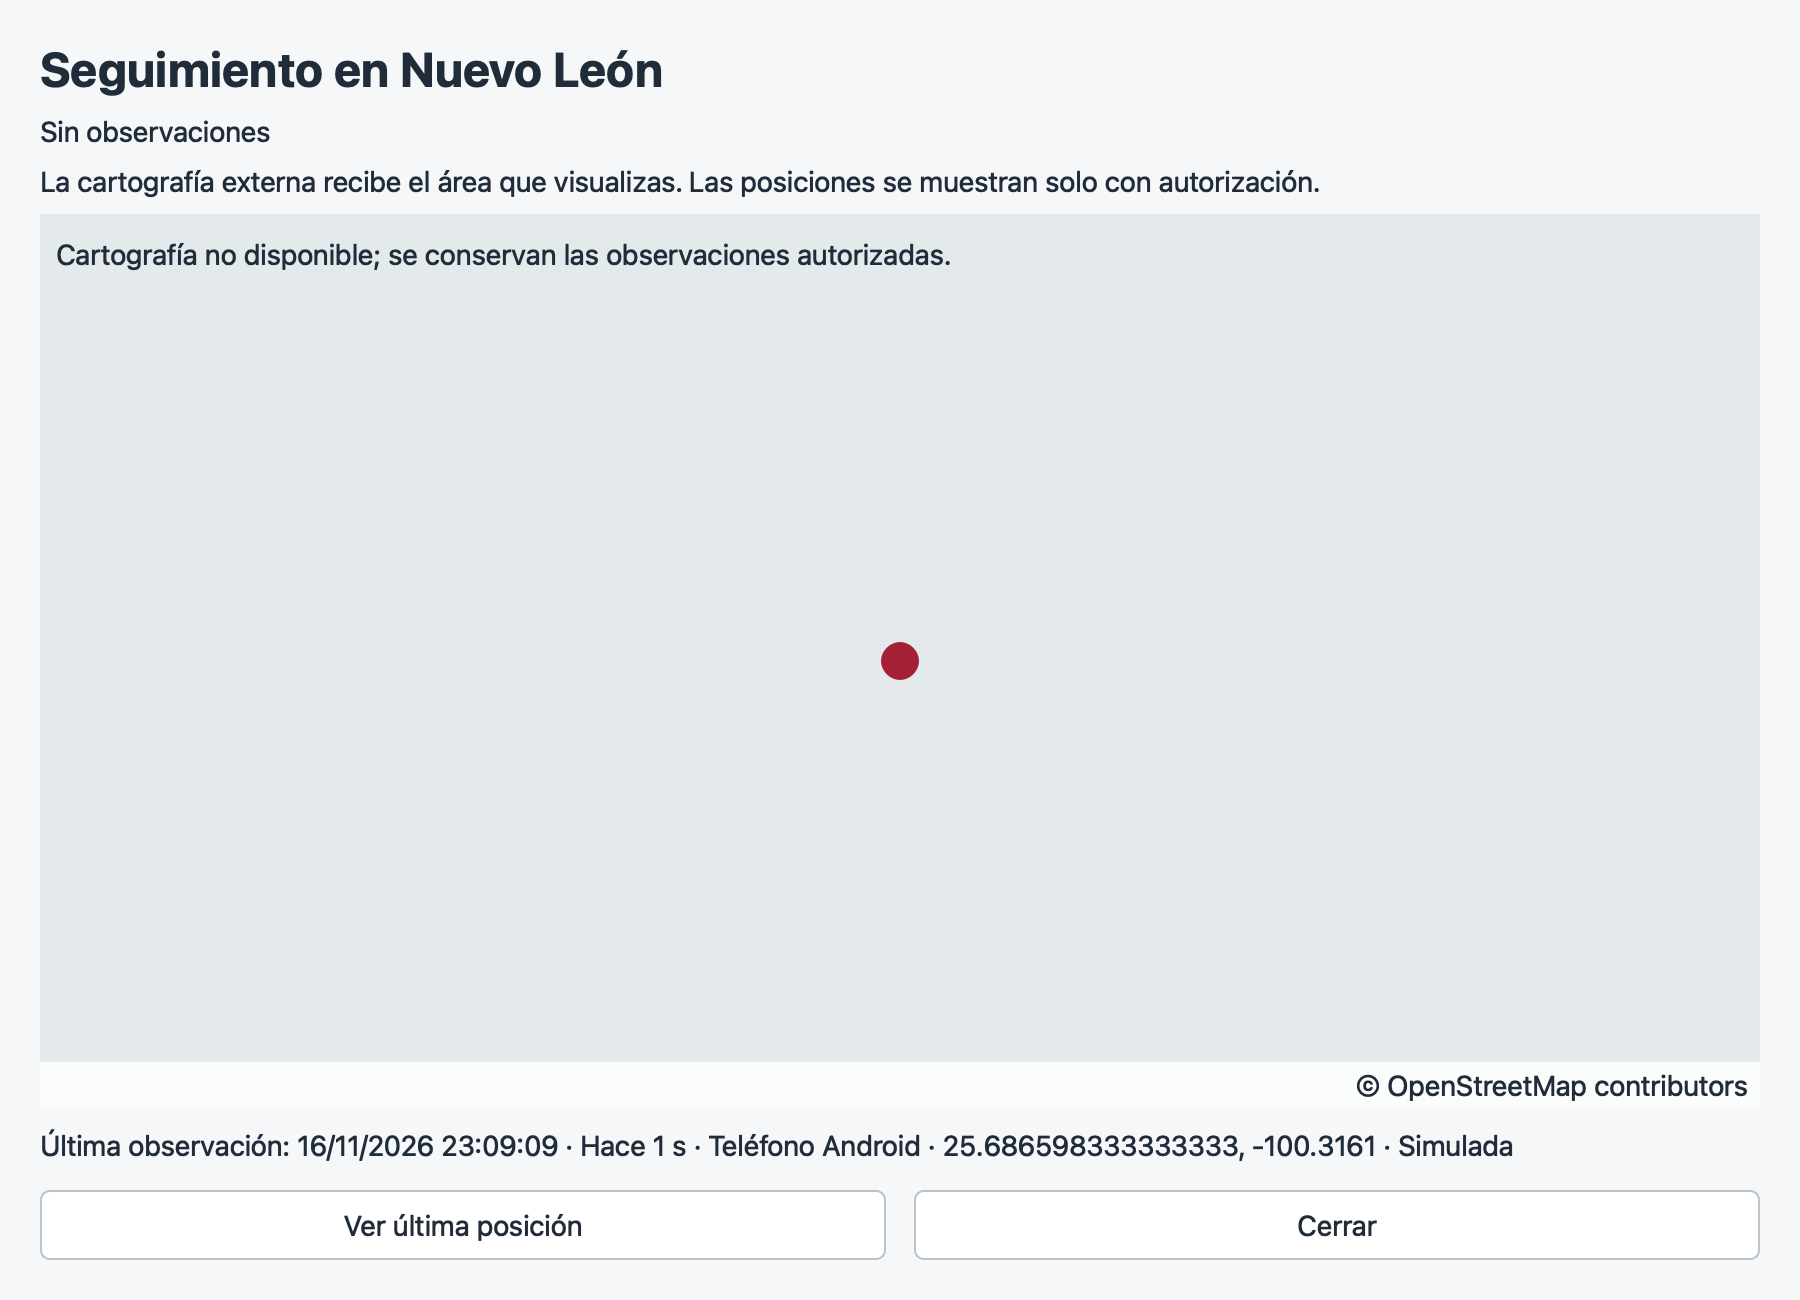 Seguimiento en Nuevo León
Sin observaciones
La cartografía externa recibe el área que visualizas. Las posiciones se muestran solo con autorización.
Cartografía no disponible; se conservan las observaciones autorizadas.
© OpenStreetMap contributors
Última observación: 16/11/2026 23:09:09 · Hace 1 s · Teléfono Android · 25.686598333333333, -100.3161 · Simulada
Ver última posición
Cerrar